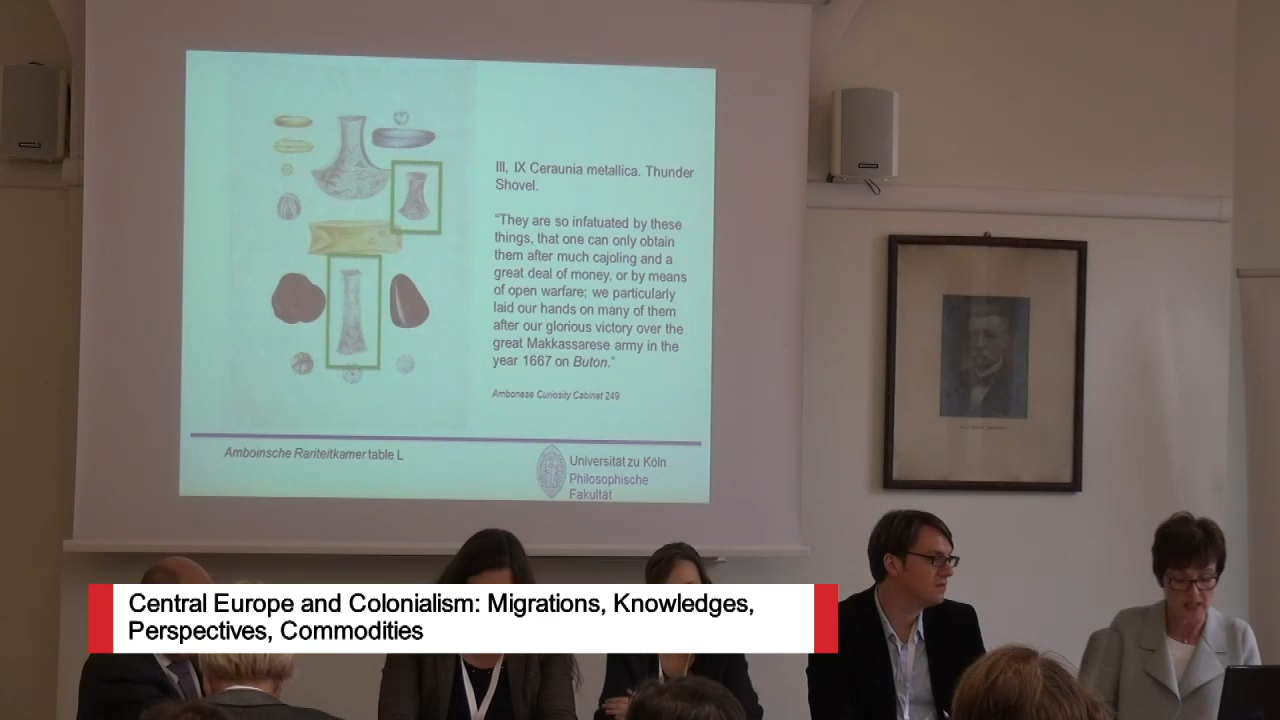 III, IX Ceraunia metallica. Thunder
Shovel.
“They are so infatuated by these
things, that one can only obtain
them after much cajoling and a
great deal of money, or by means
of open warfare; we particularly
laid our hands on many of them
after our glorious victory over the
great Makkassarese army in the
year 1667 on Buton.”
Ambonese Curiosity Cabinet 249
Amboinsche Rariteitkamer table L
Universität zu Köln
Philosophische
Fakultät
Central Europe and Colonialism: Migrations, Knowledges,
Perspectives, Commodities